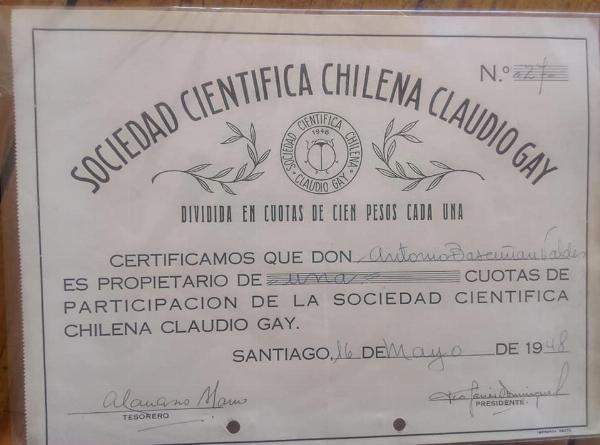 SOCIEDAD CIENTIFICA CHILENA CLAUDIO GAY
N.º 27
SOCIEDAD CIENTIFICA CHILENA
1946
CLAUDIO GAY
DIVIDIDA EN CUOTAS DE CIEN PESOS CADA UNA
CERTIFICAMOS QUE DON Antonio Bascuñan Valdes
ES PROPIETARIO DE una CUOTAS DE
PARTICIPACION DE LA SOCIEDAD CIENTIFICA
CHILENA CLAUDIO GAY.
SANTIAGO, 16 DE Mayo DE 1948
TESORERO
PRESIDENTE